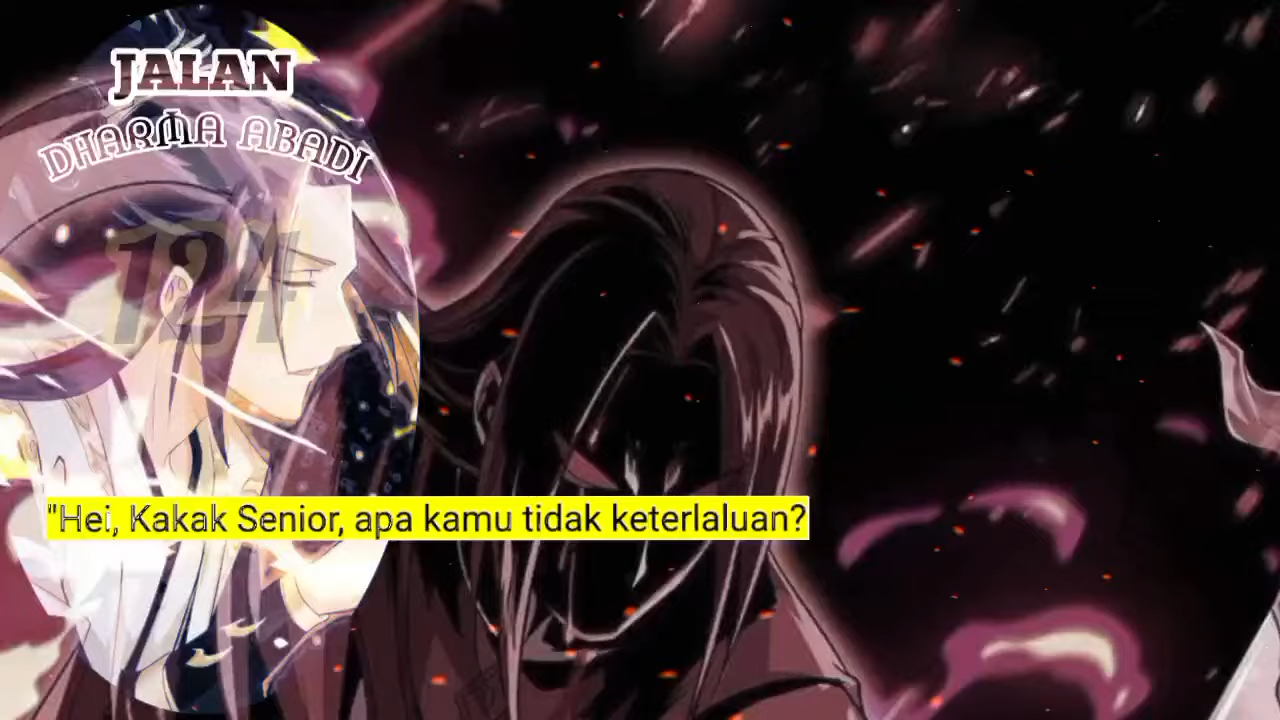 JALAN
DHARMA ABADI
124
"Hei, Kakak Senior, apa kamu tidak keterlaluan?